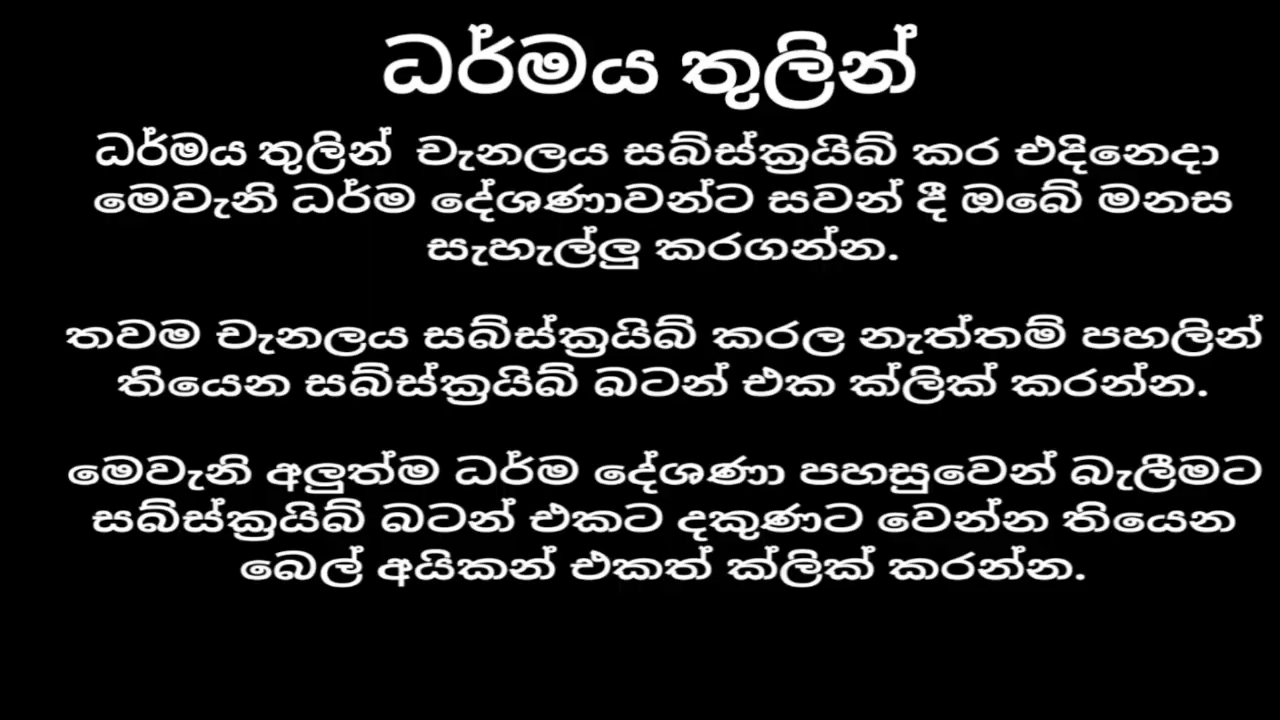 ධර්මය තුලින්
ධර්මය තුලින් චැනලය සබ්ස්ක්‍රයිබ් කර එදිනෙදා
මෙවැනි ධර්ම දේශණාවන්ට සවන් දී ඔබේ මනස
සැහැල්ලු කරගන්න.
තවම චැනලය සබ්ස්ක්‍රයිබ් කරල නැත්තම් පහලින්
තියෙන සබ්ස්ක්‍රයිබ් බටන් එක ක්ලික් කරන්න.
මෙවැනි අලුත්ම ධර්ම දේශණා පහසුවෙන් බැලීමට
සබ්ස්ක්‍රයිබ් බටන් එකට දකුණට වෙන්න තියෙන
බෙල් අයිකන් එකත් ක්ලික් කරන්න.